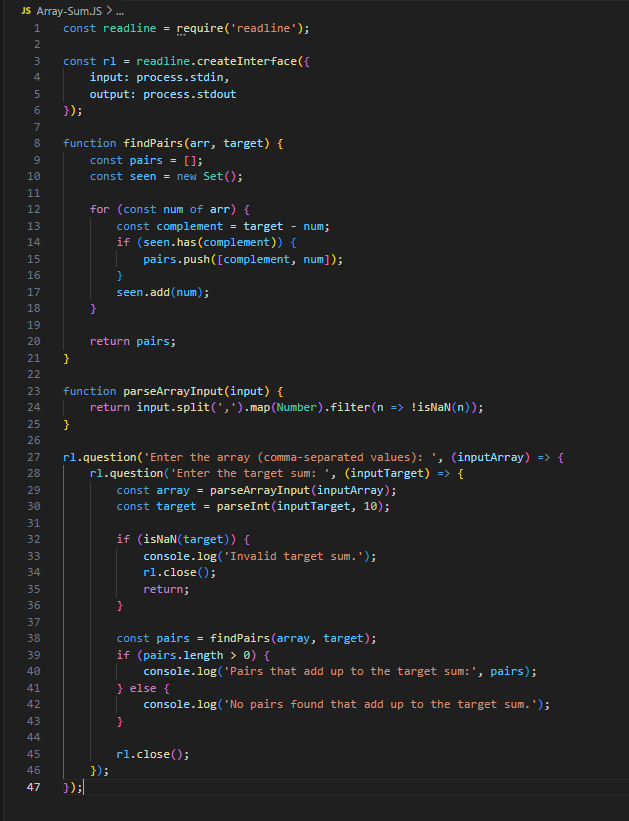 JS Array-Sum.JS > ...
1 const readline = require('readline');
2
3 const rl = readline.createInterface({
4     input: process.stdin,
5     output: process.stdout
6 });
7
8 function findPairs(arr, target) {
9     const pairs = [];
10     const seen = new Set();
11
12     for (const num of arr) {
13         const complement = target - num;
14         if (seen.has(complement)) {
15             pairs.push([complement, num]);
16         }
17         seen.add(num);
18     }
19
20     return pairs;
21 }
22
23 function parseArrayInput(input) {
24     return input.split(',').map(Number).filter(n => !isNaN(n));
25 }
26
27 rl.question('Enter the array (comma-separated values): ', (inputArray) => {
28     rl.question('Enter the target sum: ', (inputTarget) => {
29         const array = parseArrayInput(inputArray);
30         const target = parseInt(inputTarget, 10);
31
32         if (isNaN(target)) {
33             console.log('Invalid target sum.');
34             rl.close();
35             return;
36         }
37
38         const pairs = findPairs(array, target);
39         if (pairs.length > 0) {
40             console.log('Pairs that add up to the target sum:', pairs);
41         } else {
42             console.log('No pairs found that add up to the target sum.');
43         }
44
45         rl.close();
46     });
47 });